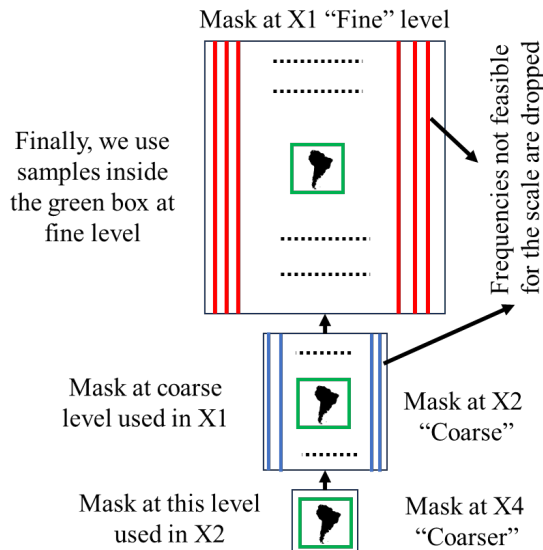 Mask at X1 “Fine” level
Finally, we use
samples inside
the green box at
fine level
Frequencies not feasible
for the scale are dropped
Mask at coarse
level used in X1
Mask at X2
“Coarse”
Mask at this level
used in X2
Mask at X4
“Coarser”